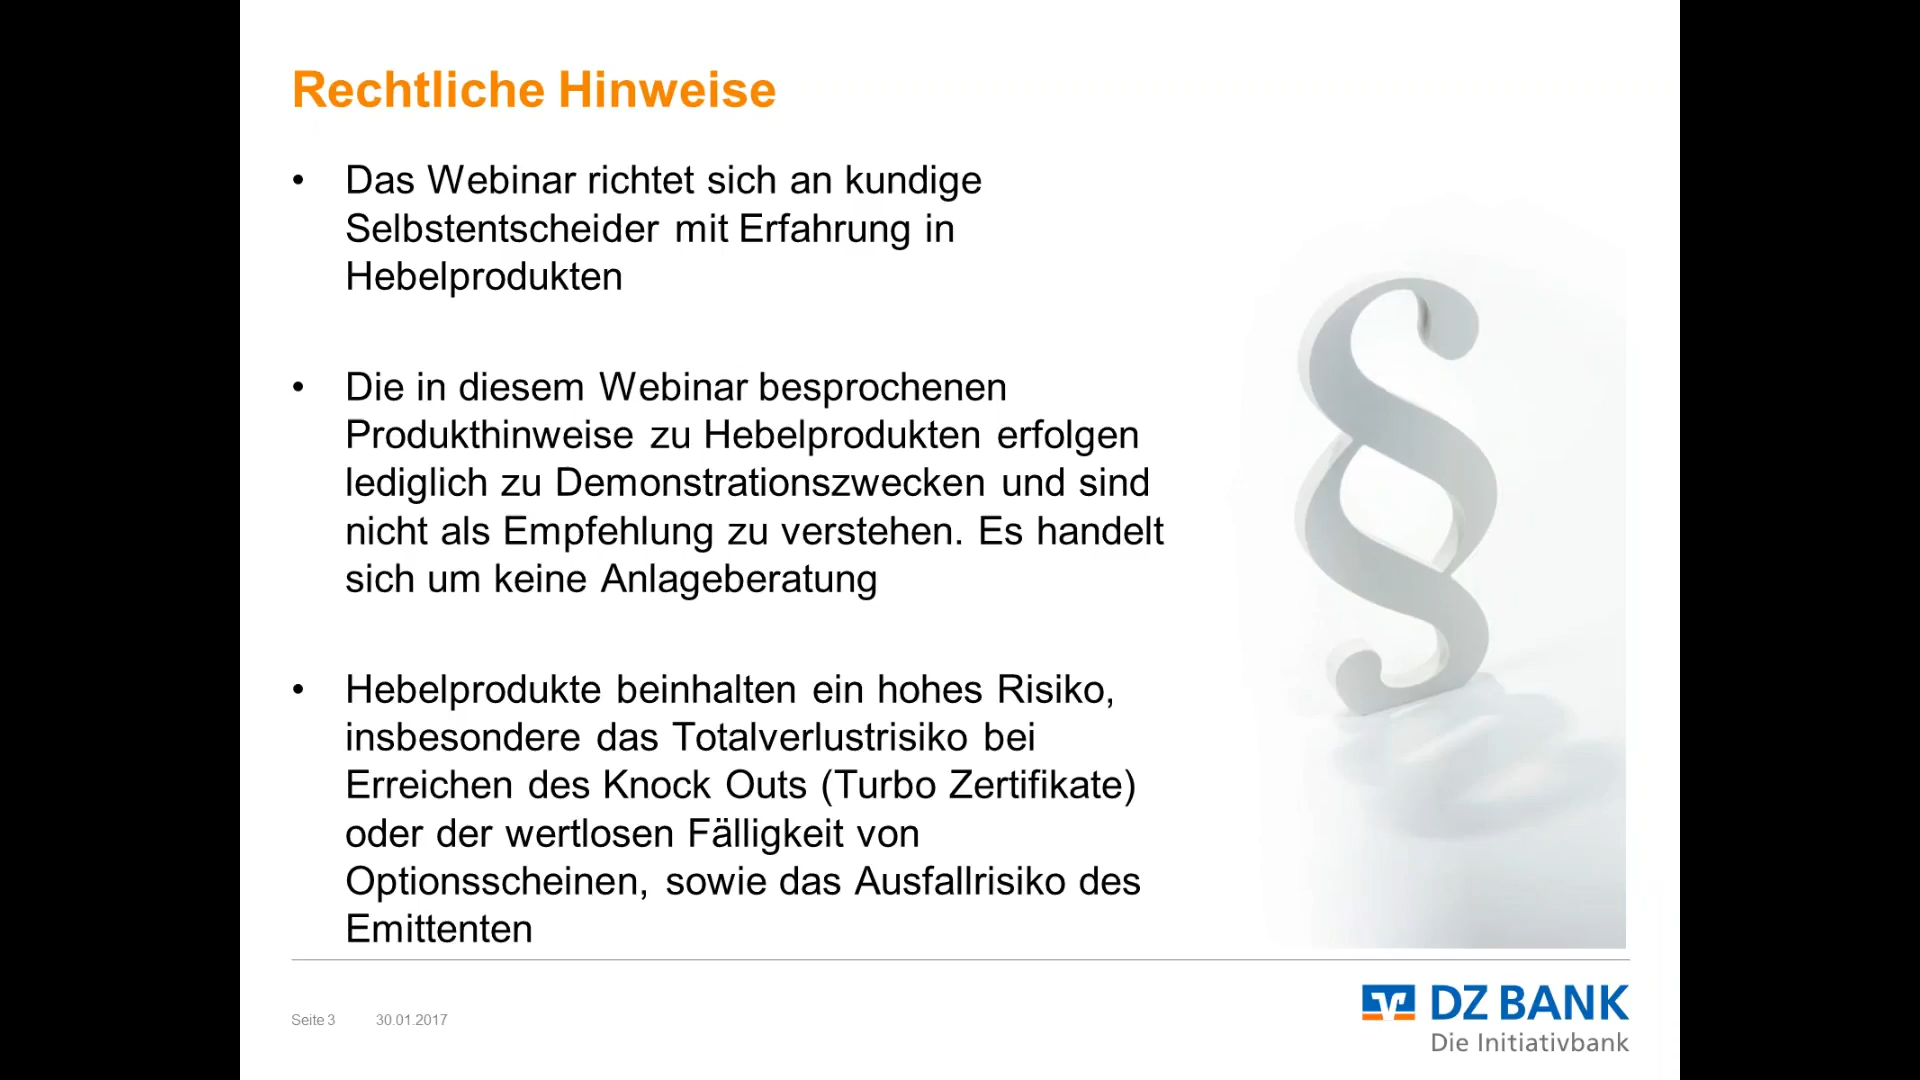 Rechtliche Hinweise
• Das Webinar richtet sich an kundige
Selbstentscheider mit Erfahrung in
Hebelprodukten
• Die in diesem Webinar besprochenen
Produkthinweise zu Hebelprodukten erfolgen
lediglich zu Demonstrationszwecken und sind
nicht als Empfehlung zu verstehen. Es handelt
sich um keine Anlageberatung
• Hebelprodukte beinhalten ein hohes Risiko,
insbesondere das Totalverlustrisiko bei
Erreichen des Knock Outs (Turbo Zertifikate)
oder der wertlosen Fälligkeit von
Optionsscheinen, sowie das Ausfallrisiko des
Emittenten
§
Seite 3 30.01.2017
DZ BANK
Die Initiativbank